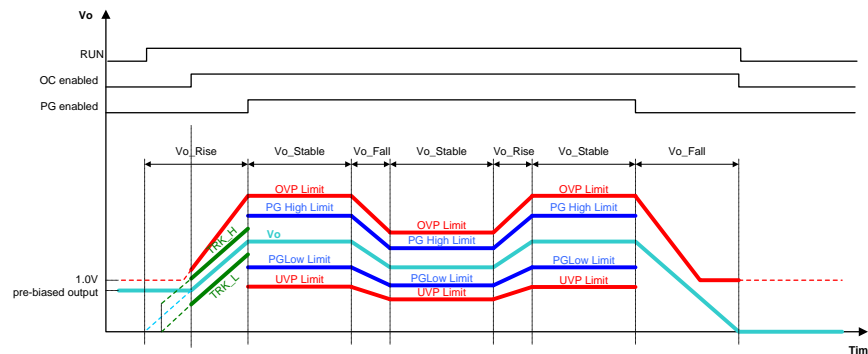 Vo
RUN
OC enabled
PG enabled
Vo_Rise
Vo_Stable
Vo_Fall
Vo_Stable
Vo_Rise
Vo_Stable
Vo_Fall
OVP Limit
OVP Limit
PG High Limit
PG High Limit
OVP Limit
TRK_H
Vo
PG High Limit
PGLow Limit
PGLow Limit
1.0V
UVP Limit
PGLow Limit
UVP Limit
pre-biased output
TRK_L
UVP Limit
Tim